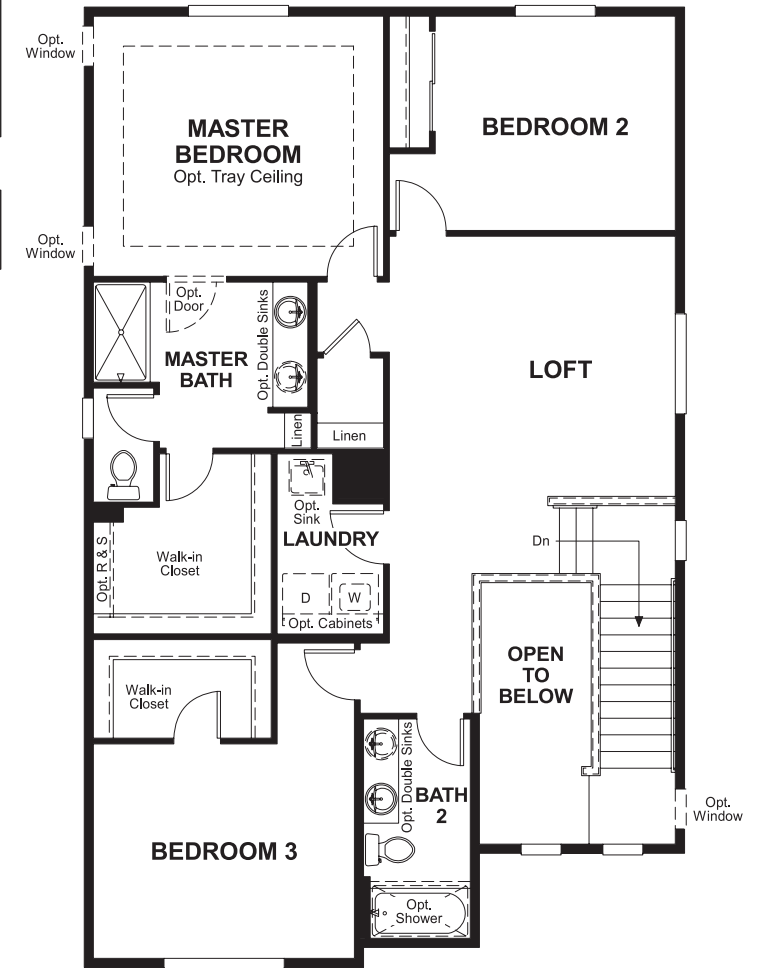 Opt.
Window
MASTER
BEDROOM
Opt. Tray Ceiling
BEDROOM 2
Opt.
Window
Opt.
Door
Opt. Double Sinks
MASTER
BATH
LOFT
Linen
Linen
Opt.
Sink
LAUNDRY
Dn
Walk-in
Closet
Opt. R & S
D
W
Opt. Cabinets
OPEN
TO
BELOW
Walk-in
Closet
Opt. Double Sinks
BATH
2
Opt.
Window
BEDROOM 3
Opt.
Shower